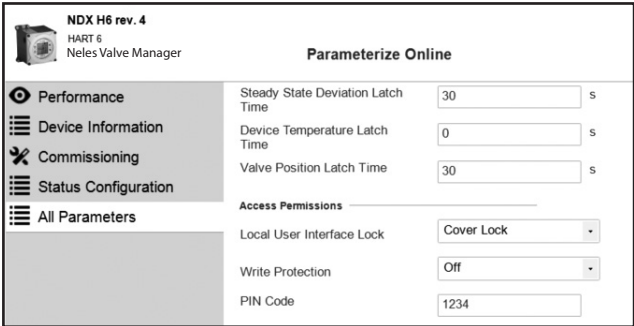 NDX H6 rev. 4
HART 6
Neles Valve Manager
Parameterize Online
Performance
Device Information
Commissioning
Status Configuration
All Parameters
Steady State Deviation Latch
Time
30 s
Device Temperature Latch
Time
0 s
Valve Position Latch Time 30 s
Access Permissions
Local User Interface Lock Cover Lock
Write Protection Off
PIN Code 1234